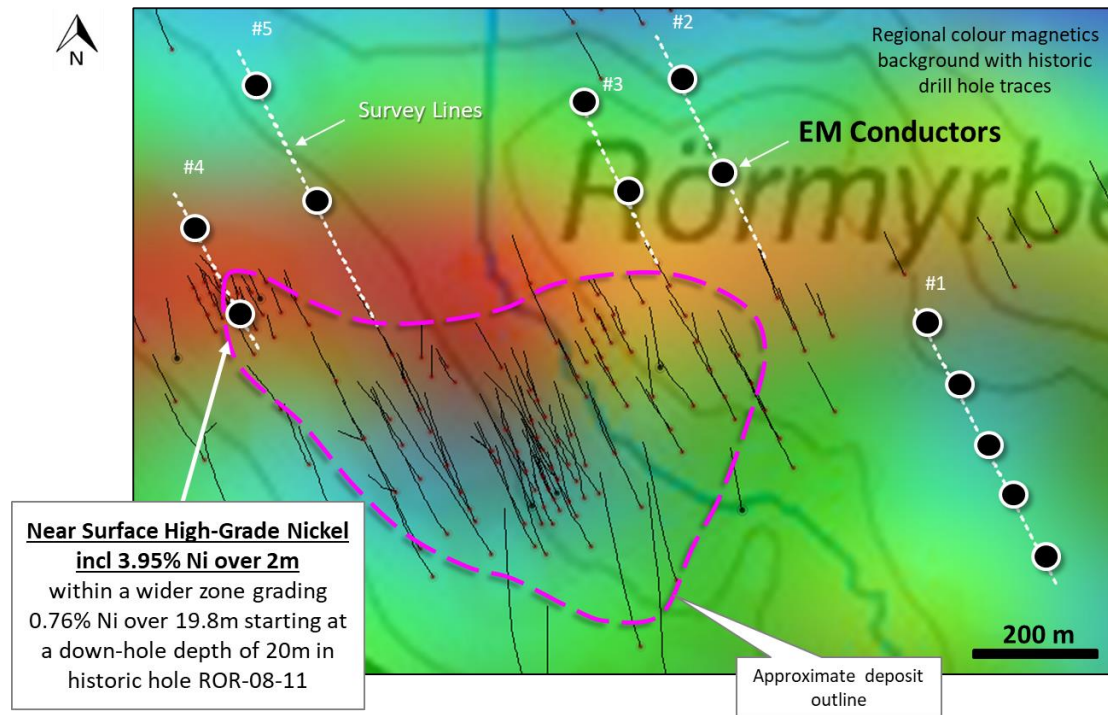 N
#5
#2
Regional colour magnetics
background with historic
drill hole traces
#3
Survey Lines
EM Conductors
#4
Rörmyrbe
#1
Near Surface High-Grade Nickel
incl 3.95% Ni over 2m
within a wider zone grading
0.76% Ni over 19.8m starting at
a down-hole depth of 20m in
historic hole ROR-08-11
200 m
Approximate deposit
outline